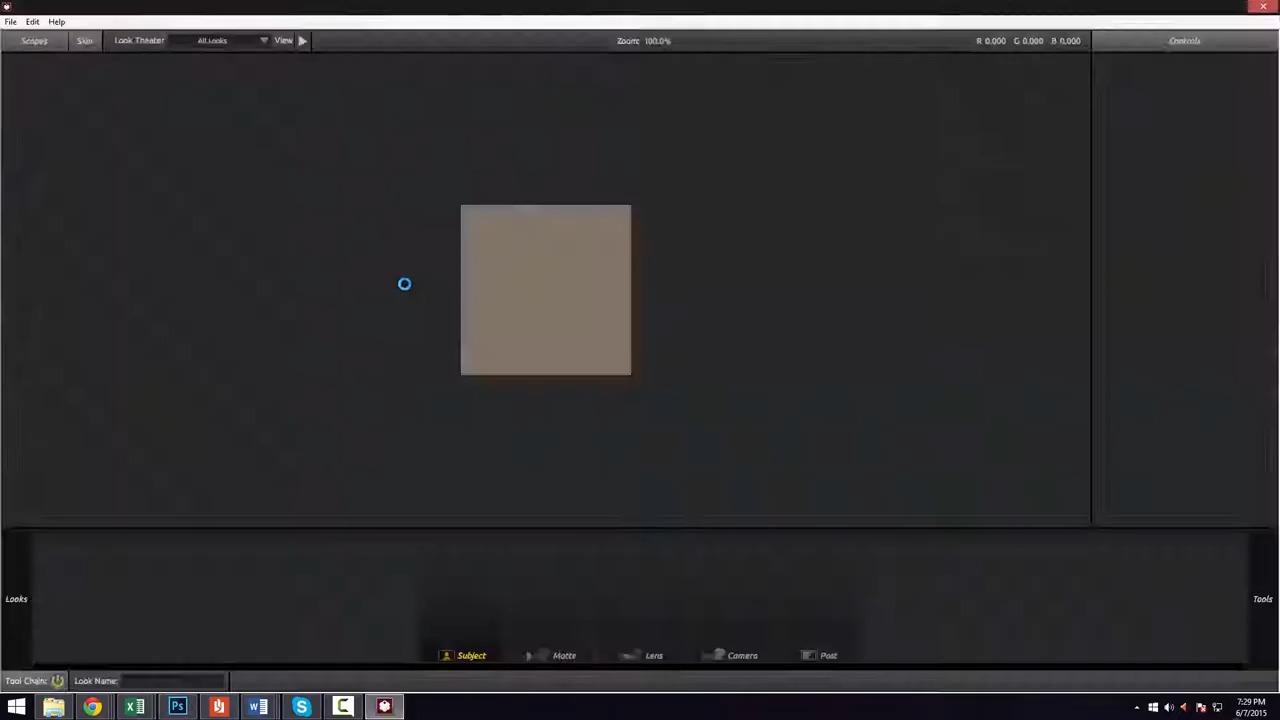 File Edit Help
Scopes Skin Look Theater All Looks View Zoom: 100.0% R 0.000 G 0.000 B 0.000 Controls
Looks
Tools
Subject Matte Lens Camera Post
Tool Chain: Look Name:
7:29 PM
6/7/2015